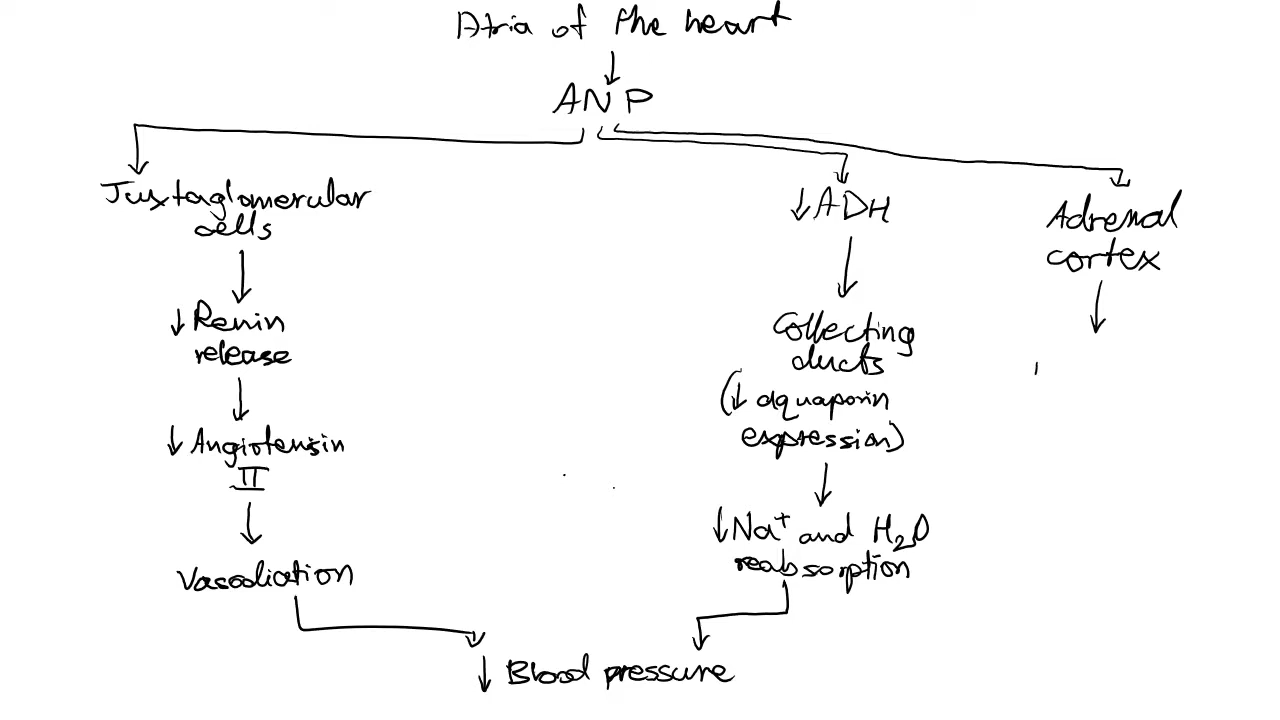 Atria of the heart
ANP
Juxtaglomerular
cells
↓ Renin
release
↓ Angiotensin
II
Vasodiation
↓ADH
Collecting
ducts
(↓ aquaporin
expression)
↓Na⁺ and H₂O
reabsorption
Adrenal
cortex
↓ Blood pressure